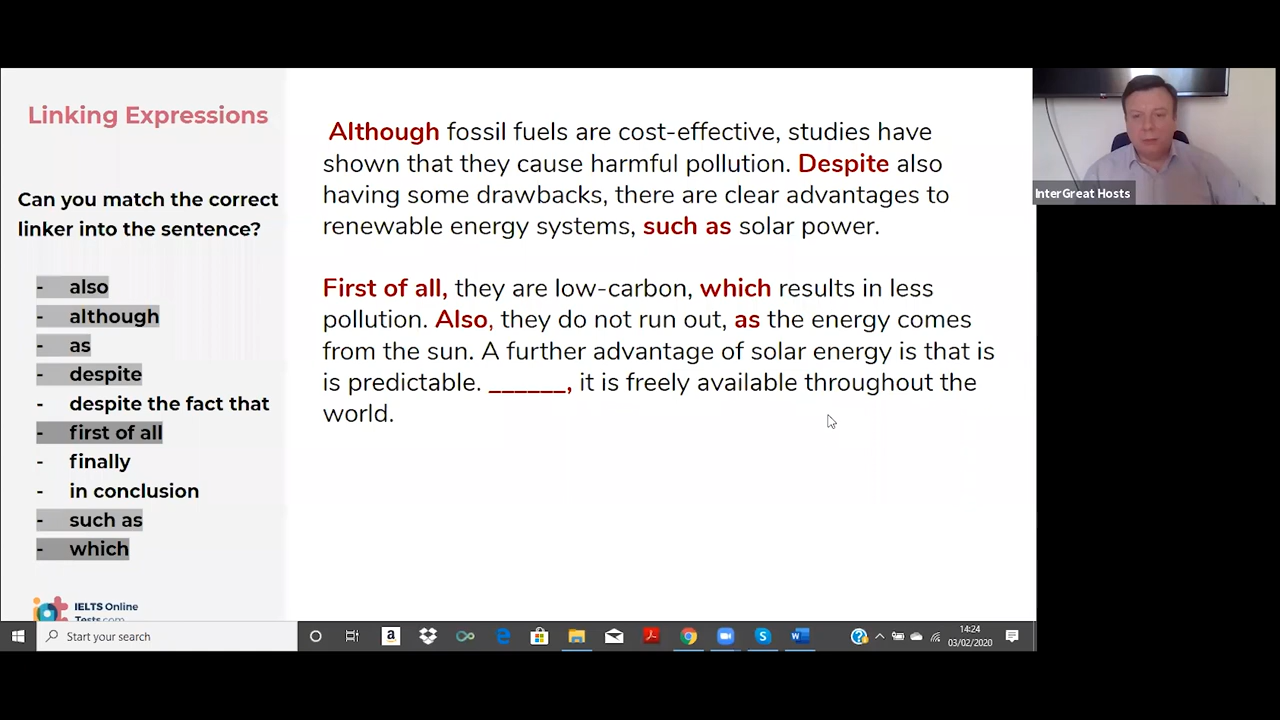 Linking Expressions
Can you match the correct
linker into the sentence?
- also
- although
- as
- despite
- despite the fact that
- first of all
- finally
- in conclusion
- such as
- which
IELTS Online
Tests.com
Although fossil fuels are cost-effective, studies have
shown that they cause harmful pollution. Despite also
having some drawbacks, there are clear advantages to
renewable energy systems, such as solar power.
First of all, they are low-carbon, which results in less
pollution. Also, they do not run out, as the energy comes
from the sun. A further advantage of solar energy is that is
is predictable. ______, it is freely available throughout the
world.
InterGreat Hosts
Start your search
14:24
03/02/2020